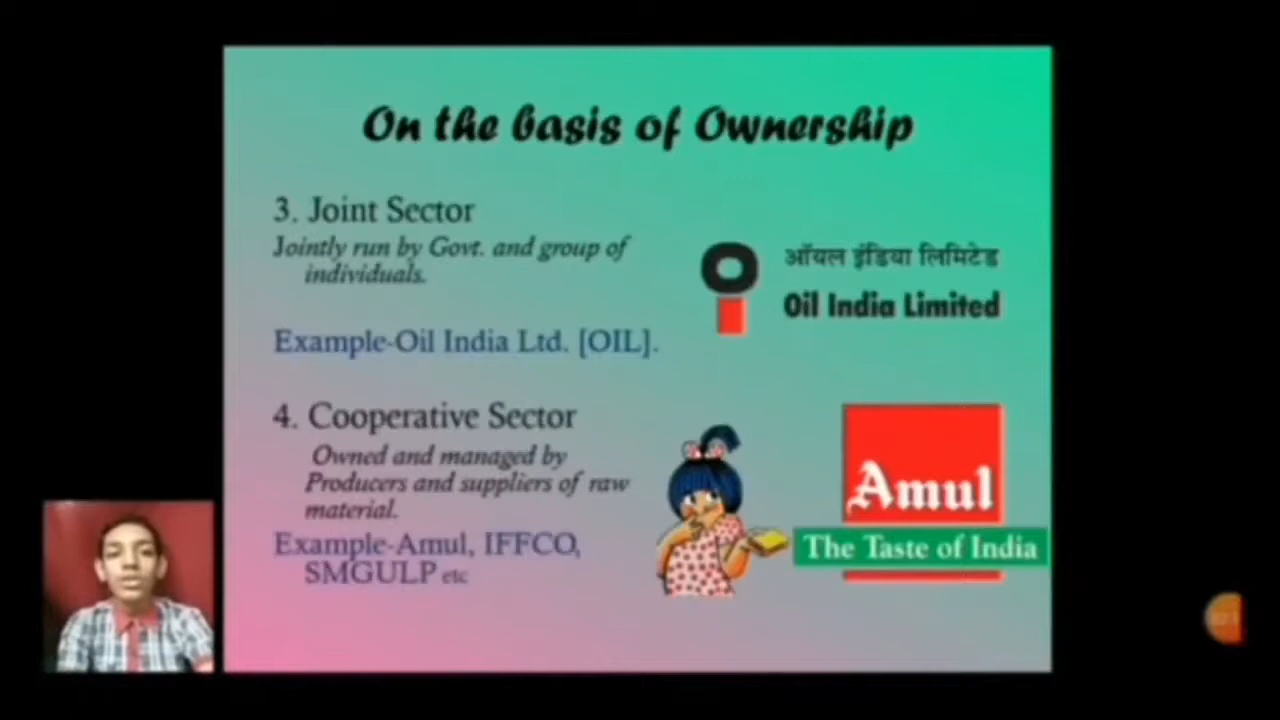 On the basis of Ownership
3. Joint Sector
Jointly run by Govt. and group of
individuals.
Example-Oil India Ltd. [OIL].
ऑयल इंडिया लिमिटेड
Oil India Limited
4. Cooperative Sector
Owned and managed by
Producers and suppliers of raw
material.
Example-Amul, IFFCO,
SMGULP etc
Amul
The Taste of India